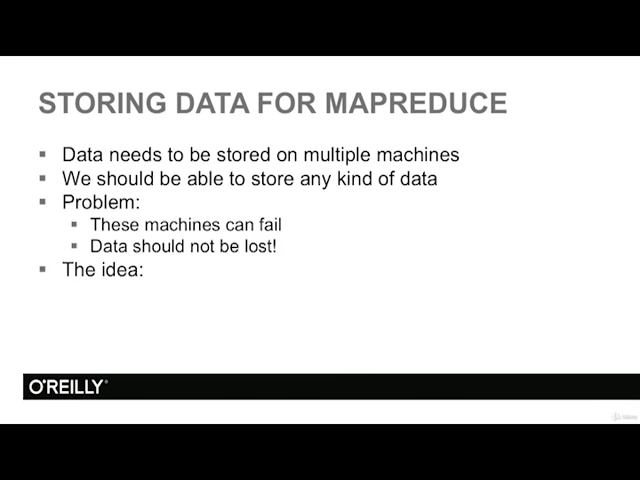 STORING DATA FOR MAPREDUCE
▪ Data needs to be stored on multiple machines
▪ We should be able to store any kind of data
▪ Problem:
▪ These machines can fail
▪ Data should not be lost!
▪ The idea:
O'REILLY®